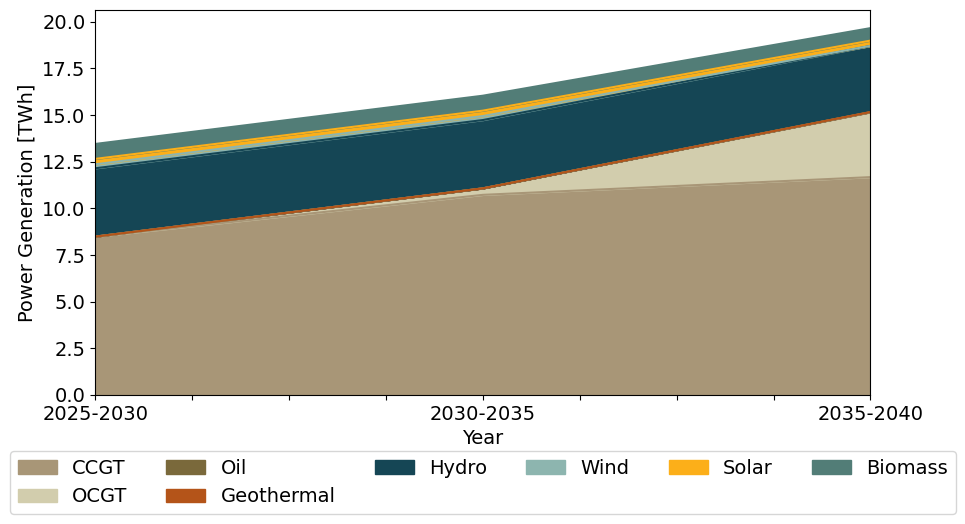 20.0
17.5
15.0
12.5
10.0
7.5
5.0
2.5
0.0
Power Generation [TWh]
2025-2030 2030-2035 2035-2040
Year
CCGT Oil Hydro Wind Solar Biomass
OCGT Geothermal